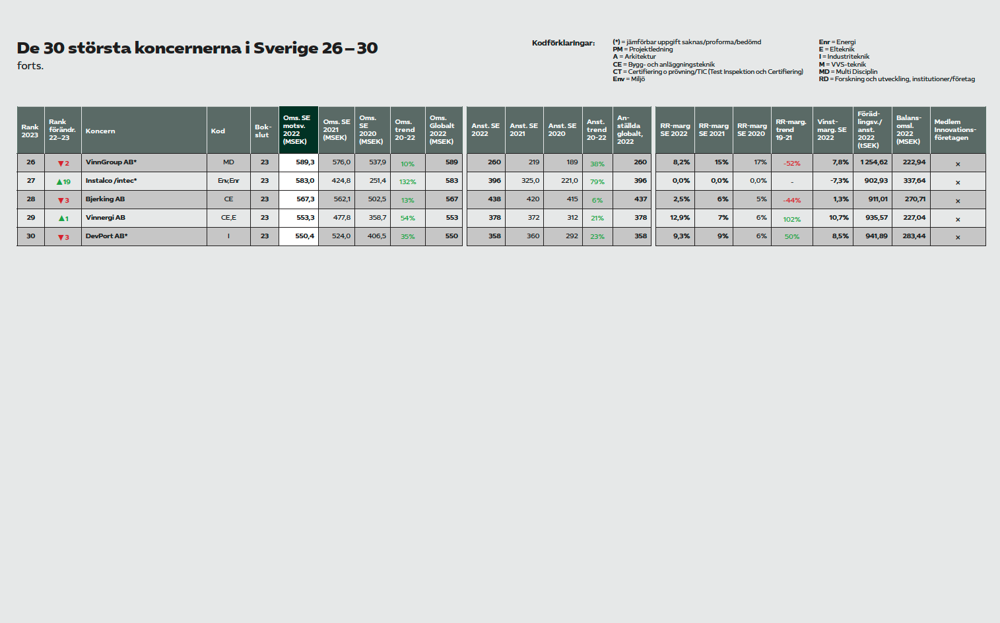 De 30 största koncernerna i Sverige 26–30
forts.
Kodförklaringar:
(*) = jämförbar uppgift saknas/proforma/bedömd
PM = Projektledning
A = Arkitektur
CE = Bygg- och anläggningsteknik
CT = Certifiering o prövning/TIC (Test Inspektion och Certifiering)
Env = Miljö
Enr = Energi
E = Elteknik
I = Industriteknik
M = VVS-teknik
MD = Multi Disciplin
RD = Forskning och utveckling, institutioner/företag
Rank 2023
Rank förändr. 22–23
Koncern
Kod
Bok-slut
Oms. SE motsv. 2022 (MSEK)
Oms. SE 2021 (MSEK)
Oms. SE 2020 (MSEK)
Oms. trend 20-22
Oms. Globalt 2022 (MSEK)
Anst. SE 2022
Anst. SE 2021
Anst. SE 2020
Anst. trend 20-22
An-ställda globalt, 2022
RR-marg SE 2022
RR-marg SE 2021
RR-marg SE 2020
RR-marg. trend 19-21
Vinst-marg. SE 2022
Föräd-lingsv./ anst. 2022 (tSEK)
Balans-omsl. 2022 (MSEK)
Medlem Innovations-företagen
26 ▼2 VinnGroup AB* MD 23 589,3 576,0 537,9 10% 589 260 219 189 38% 260 8,2% 15% 17% -52% 7,8% 1 254,62 222,94 ×
27 ▲19 Instalco /intec* Env,Enr 23 583,0 424,8 251,4 132% 583 396 325,0 221,0 79% 396 0,0% 0,0% 0,0% - -7,3% 902,93 337,64 ×
28 ▼3 Bjerking AB CE 23 567,3 562,1 502,5 13% 567 438 420 415 6% 437 2,5% 6% 5% -44% 1,3% 911,01 270,71 ×
29 ▲1 Vinnergi AB CE,E 23 553,3 477,8 358,7 54% 553 378 372 312 21% 378 12,9% 7% 6% 102% 10,7% 935,57 227,04 ×
30 ▼3 DevPort AB* I 23 550,4 524,0 406,5 35% 550 358 360 292 23% 358 9,3% 9% 6% 50% 8,5% 941,89 283,44 ×